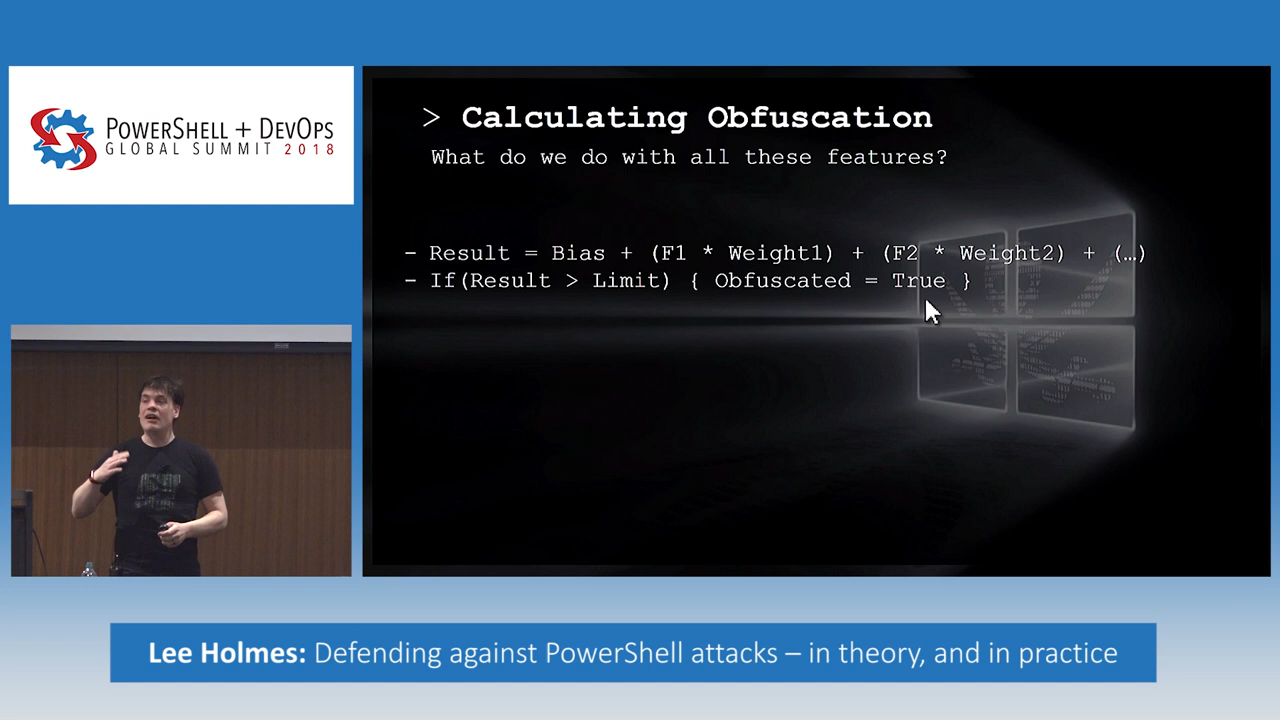 POWERSHELL + DEVOPS
GLOBAL SUMMIT 2018
> Calculating Obfuscation
What do we do with all these features?
- Result = Bias + (F1 * Weight1) + (F2 * Weight2) + (…)
- If(Result > Limit) { Obfuscated = True }
Lee Holmes: Defending against PowerShell attacks – in theory, and in practice